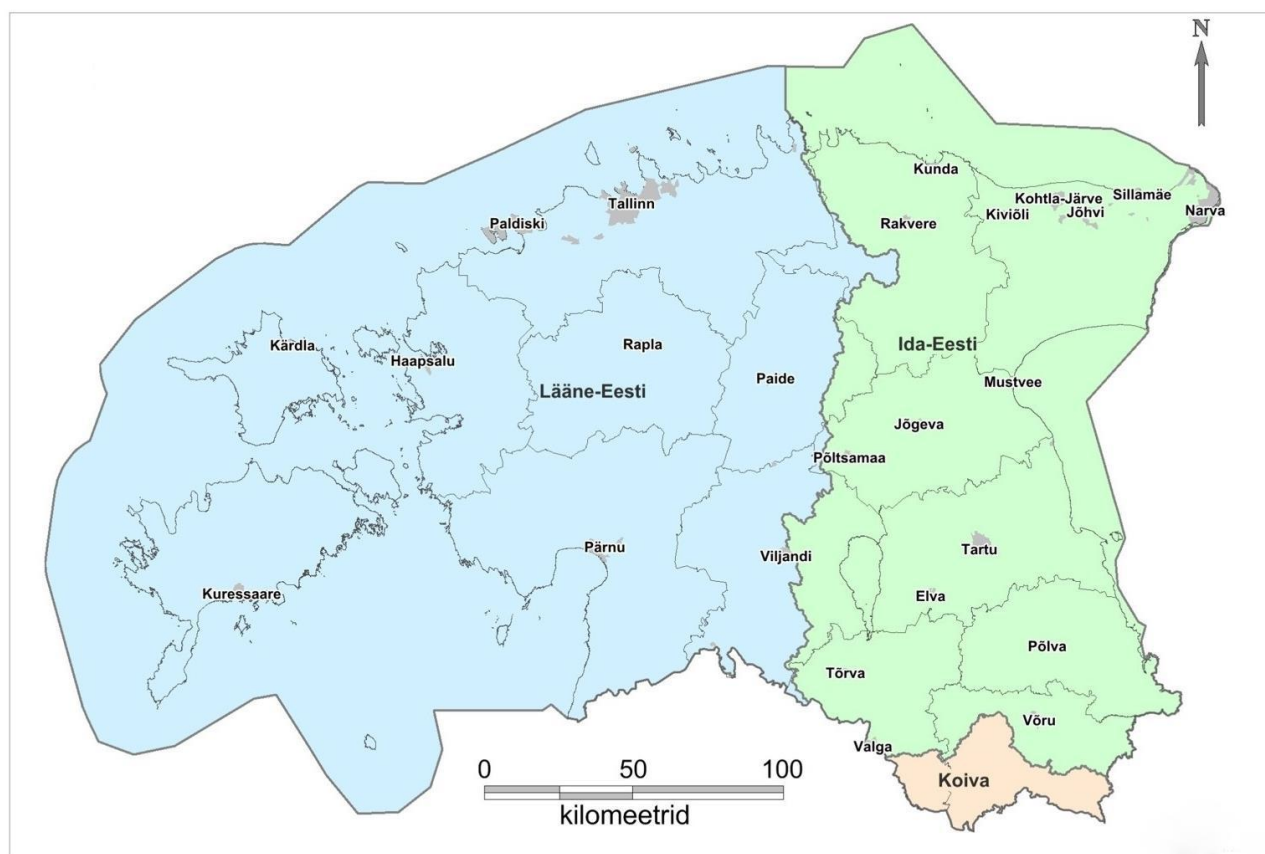 N
Kunda
Kohtla-Järve
Sillamäe
Tallinn
Kiviõli
Jõhvi
Narva
Paldiski
Rakvere
Kärdla
Haapsalu
Rapla
Ida-Eesti
Lääne-Eesti
Paide
Mustvee
Jõgeva
Põltsamaa
Pärnu
Viljandi
Tartu
Kuressaare
Elva
Põlva
Tõrva
Võru
Valga
Koiva
0 50 100
kilomeetrid